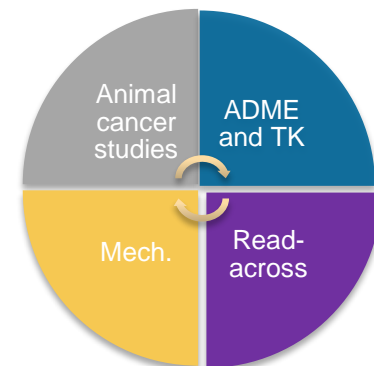 Animal
cancer
studies
ADME
and TK
Mech.
Read-
across